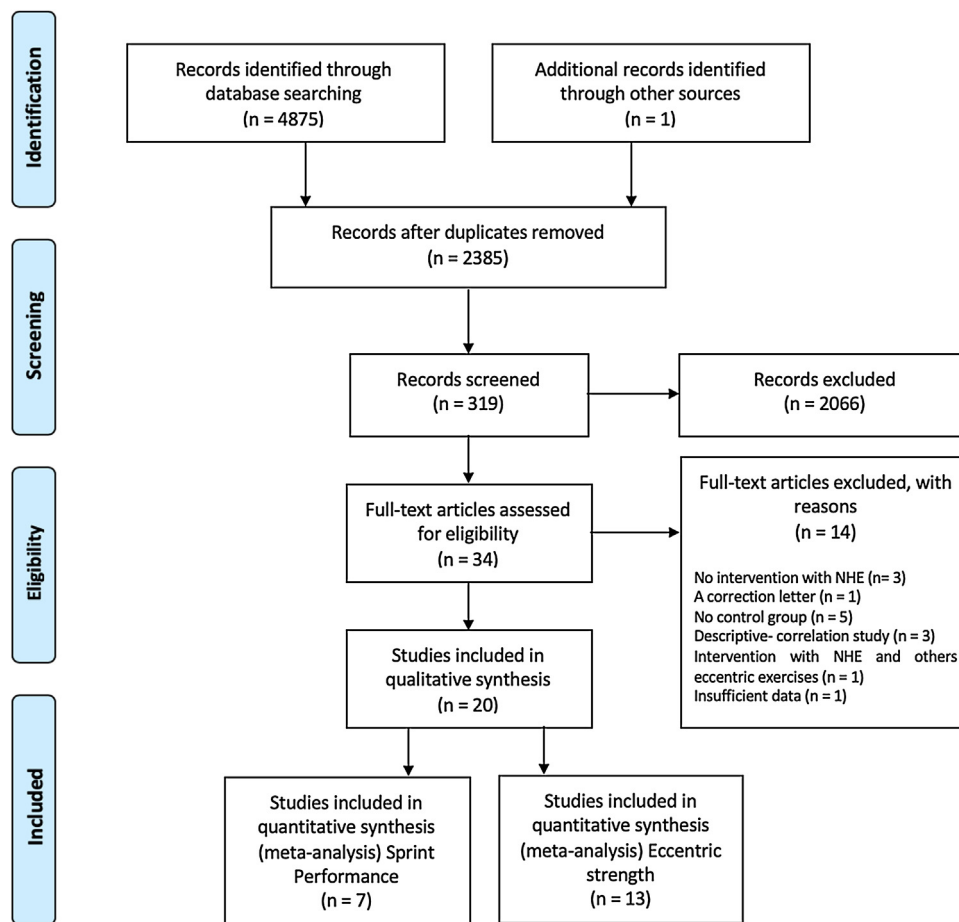 Identification
Records identified through
database searching
(n = 4875)
Additional records identified
through other sources
(n = 1)
Records after duplicates removed
(n = 2385)
Screening
Records screened
(n = 319)
Records excluded
(n = 2066)
Eligibility
Full-text articles assessed
for eligibility
(n = 34)
Full-text articles excluded, with
reasons
(n = 14)
No intervention with NHE (n= 3)
A correction letter (n = 1)
No control group (n = 5)
Descriptive- correlation study (n = 3)
Intervention with NHE and others
eccentric exercises (n = 1)
Insufficient data (n = 1)
Studies included in
qualitative synthesis
(n = 20)
Included
Studies included in
quantitative synthesis
(meta-analysis) Sprint
Performance
(n = 7)
Studies included in
quantitative synthesis
(meta-analysis) Eccentric
strength
(n = 13)